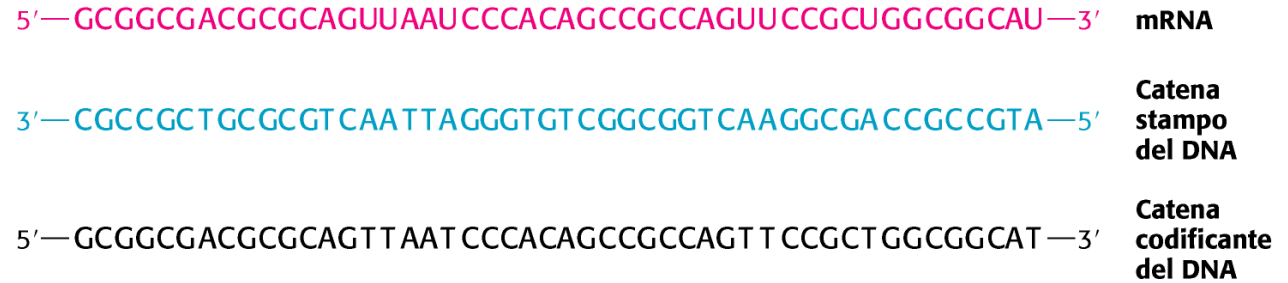 5′—GCGGCGACGCGCAGUUAAUCCCACAGCCGCCAGUUCCGCUGGCGGCAU—3′ mRNA
3′—CGCCGCTGCGCGTCAATTAGGGTGTCGGCGGTCAAGGCGACCGCCGTA—5′ Catena
stampo
del DNA
5′—GCGGCGACGCGCAGTTAATCCCACAGCCGCCAGTTCCGCTGGCGGCAT—3′ Catena
codificante
del DNA